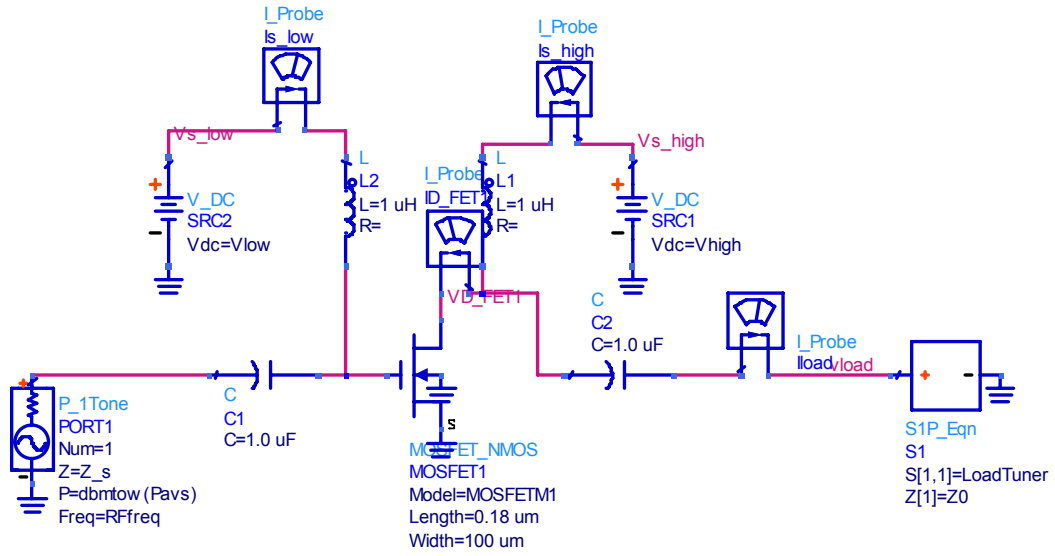 I_Probe
Is_low
I_Probe
Is_high
Vs_low
Vs_high
L
L2
L=1 uH
R=
I_Probe
ID_FET1
L
L1
L=1 uH
R=
V_DC
SRC2
Vdc=Vlow
V_DC
SRC1
Vdc=Vhigh
VD_FET1
C
C2
C=1.0 uF
I_Probe
Iload
vload
P_1Tone
PORT1
Num=1
Z=Z_s
P=dbmtow(Pavs)
Freq=RFfreq
C
C1
C=1.0 uF
s
MOSFET_NMOS
MOSFET1
Model=MOSFETM1
Length=0.18 um
Width=100 um
S1P_Eqn
S1
S[1,1]=LoadTuner
Z[1]=Z0